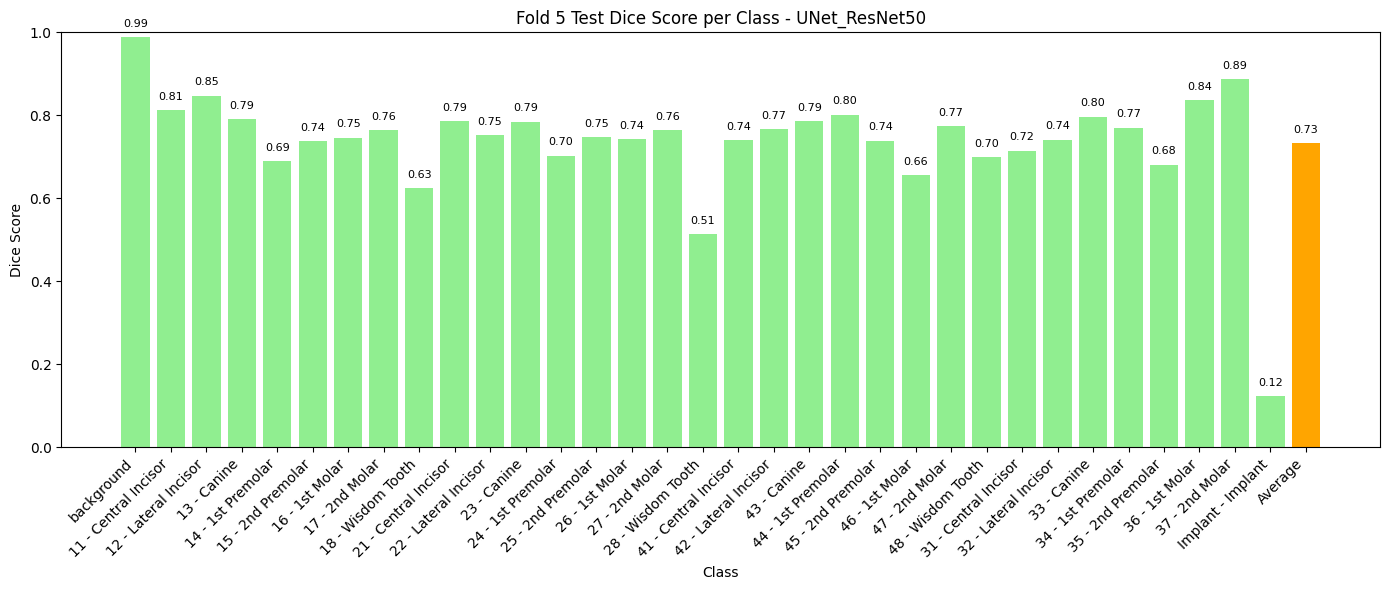 Fold 5 Test Dice Score per Class - UNet_ResNet50
Dice Score
1.0
0.8
0.6
0.4
0.2
0.0
0.99
0.81
0.85
0.79
0.69
0.74
0.75
0.76
0.63
0.79
0.75
0.79
0.70
0.75
0.74
0.76
0.51
0.74
0.77
0.79
0.80
0.74
0.66
0.77
0.70
0.72
0.74
0.80
0.77
0.68
0.84
0.89
0.12
0.73
background
11 - Central Incisor
12 - Lateral Incisor
13 - Canine
14 - 1st Premolar
15 - 2nd Premolar
16 - 1st Molar
17 - 2nd Molar
18 - Wisdom Tooth
21 - Central Incisor
22 - Lateral Incisor
23 - Canine
24 - 1st Premolar
25 - 2nd Premolar
26 - 1st Molar
27 - 2nd Molar
28 - Wisdom Tooth
41 - Central Incisor
42 - Lateral Incisor
43 - Canine
44 - 1st Premolar
45 - 2nd Premolar
46 - 1st Molar
47 - 2nd Molar
48 - Wisdom Tooth
31 - Central Incisor
32 - Lateral Incisor
33 - Canine
34 - 1st Premolar
35 - 2nd Premolar
36 - 1st Molar
37 - 2nd Molar
Implant - Implant
Average
Class